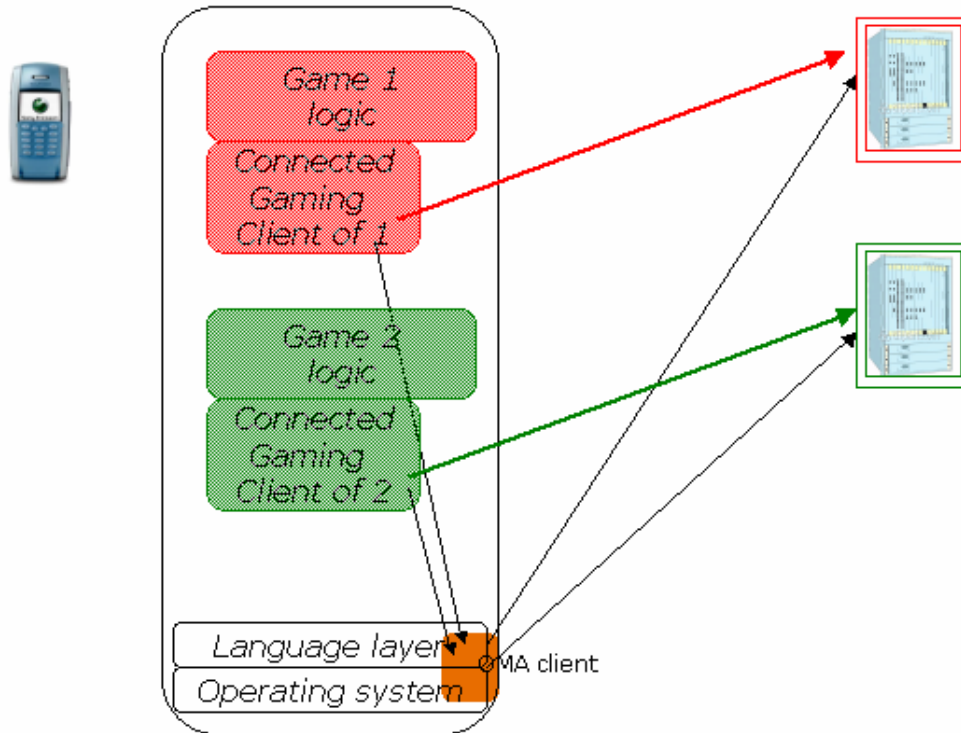 Game 1
logic
Connected
Gaming
Client of 1
Game 2
logic
Connected
Gaming
Client of 2
Language layer
MA client
Operating system